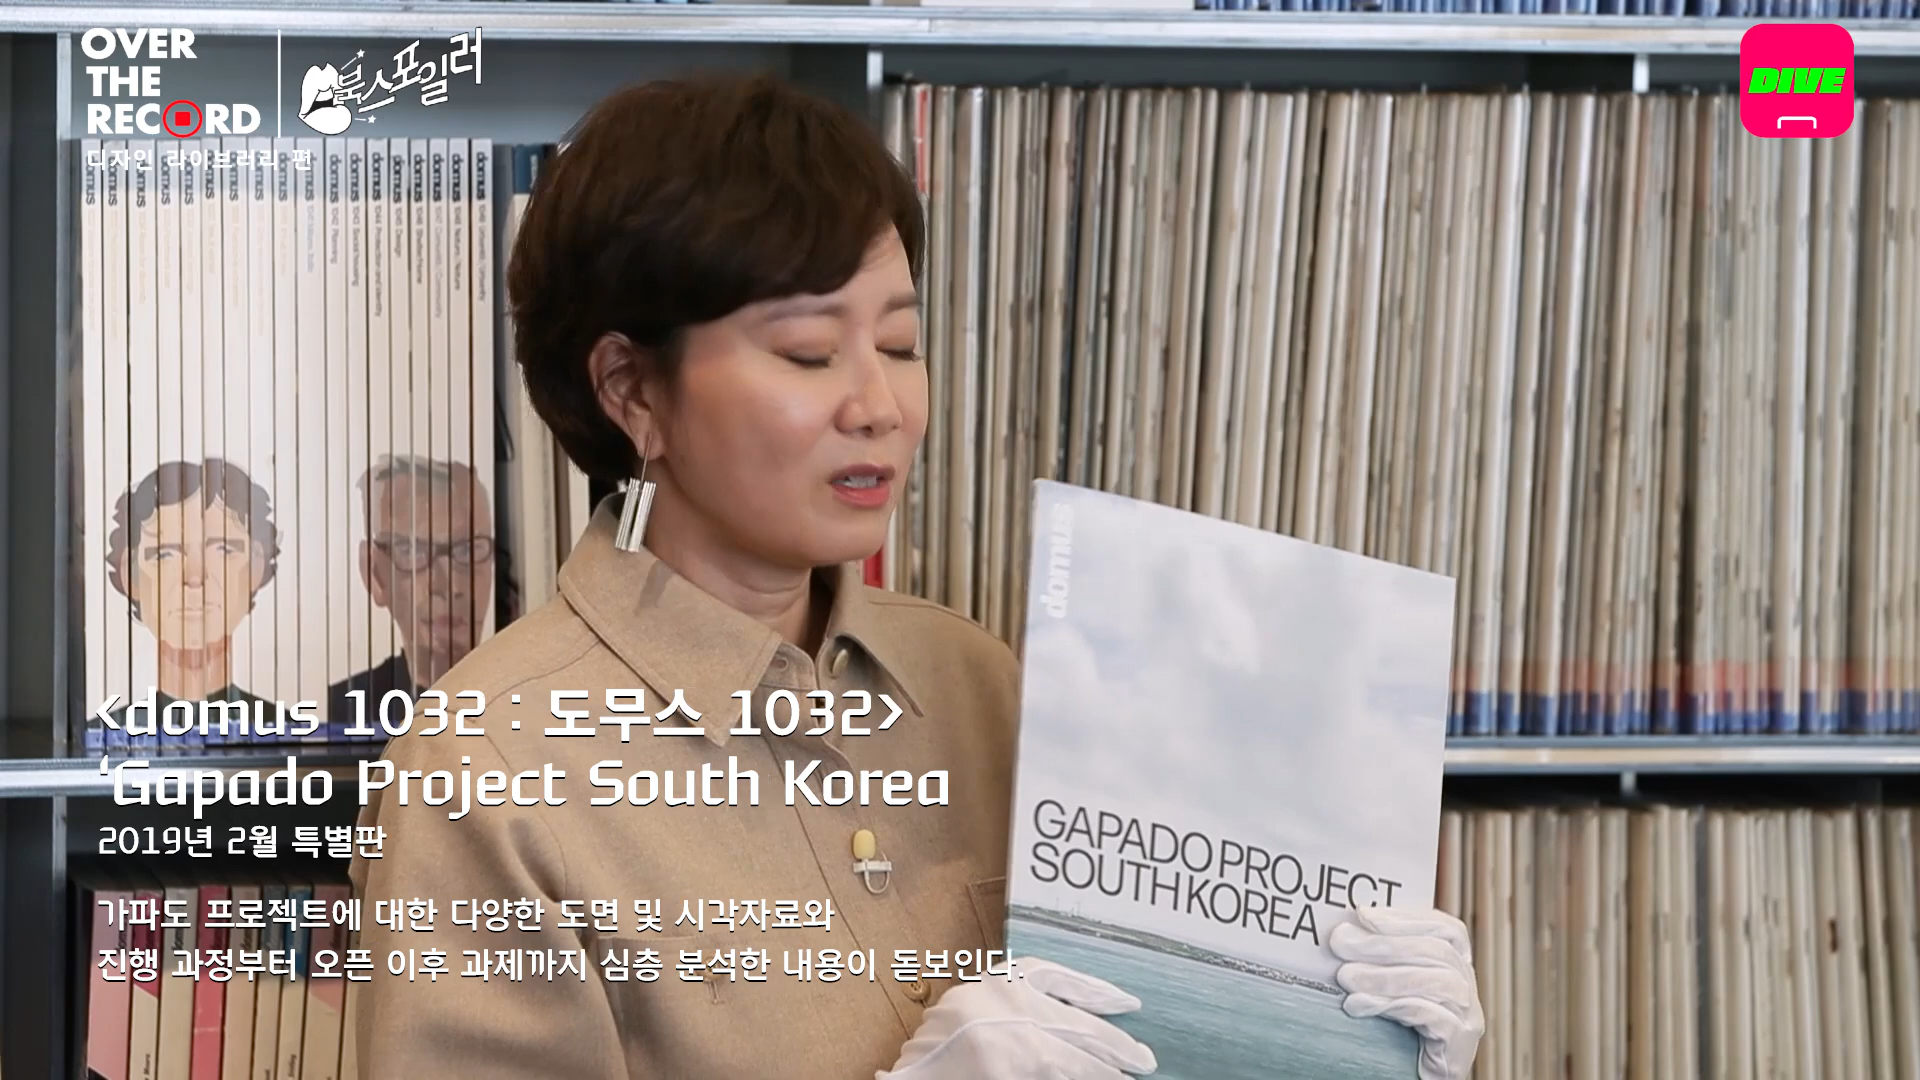 OVER
THE
RECORD
북스포일러
디자인 라이브러리 편
DIVE
domus
GAPADO PROJECT
SOUTH KOREA
<domus 1032 : 도무스 1032>
‘Gapado Project South Korea
2019년 2월 특별판
가파도 프로젝트에 대한 다양한 도면 및 시각자료와
진행 과정부터 오픈 이후 과제까지 심층 분석한 내용이 돋보인다.